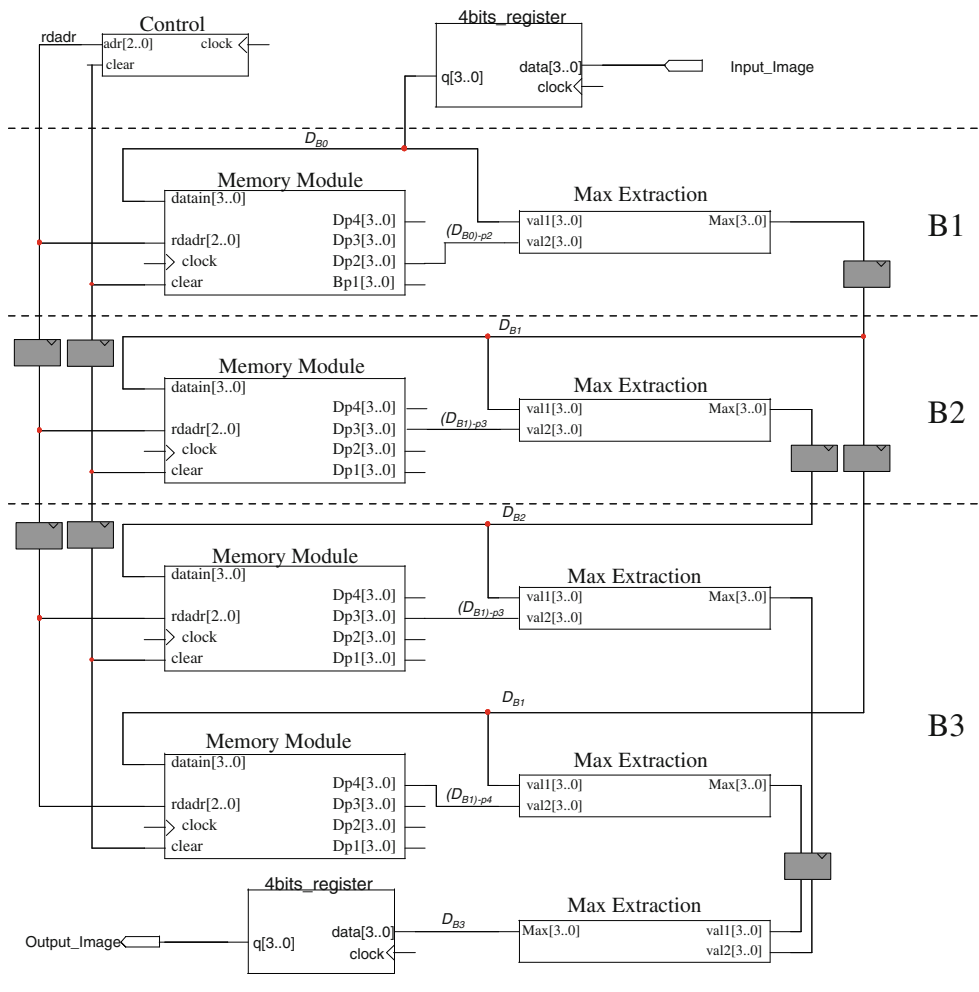 4bits_register
Control
rdadr
adr[2..0]
clock
clear
q[3..0]
data[3..0]
clock
Input_Image
D_B0
Memory Module
datain[3..0]
rdadr[2..0]
clock
clear
Dp4[3..0]
Dp3[3..0]
Dp2[3..0]
Bp1[3..0]
(D_B0)-p2
Max Extraction
val1[3..0]
val2[3..0]
Max[3..0]
B1
D_B1
Memory Module
datain[3..0]
rdadr[2..0]
clock
clear
Dp4[3..0]
Dp3[3..0]
Dp2[3..0]
Dp1[3..0]
(D_B1)-p3
Max Extraction
val1[3..0]
val2[3..0]
Max[3..0]
B2
D_B2
Memory Module
datain[3..0]
rdadr[2..0]
clock
clear
Dp4[3..0]
Dp3[3..0]
Dp2[3..0]
Dp1[3..0]
(D_B1)-p3
Max Extraction
val1[3..0]
val2[3..0]
Max[3..0]
D_B1
B3
Memory Module
datain[3..0]
rdadr[2..0]
clock
clear
Dp4[3..0]
Dp3[3..0]
Dp2[3..0]
Dp1[3..0]
(D_B1)-p4
Max Extraction
val1[3..0]
val2[3..0]
Max[3..0]
4bits_register
Output_Image
q[3..0]
data[3..0]
clock
D_B3
Max Extraction
Max[3..0]
val1[3..0]
val2[3..0]